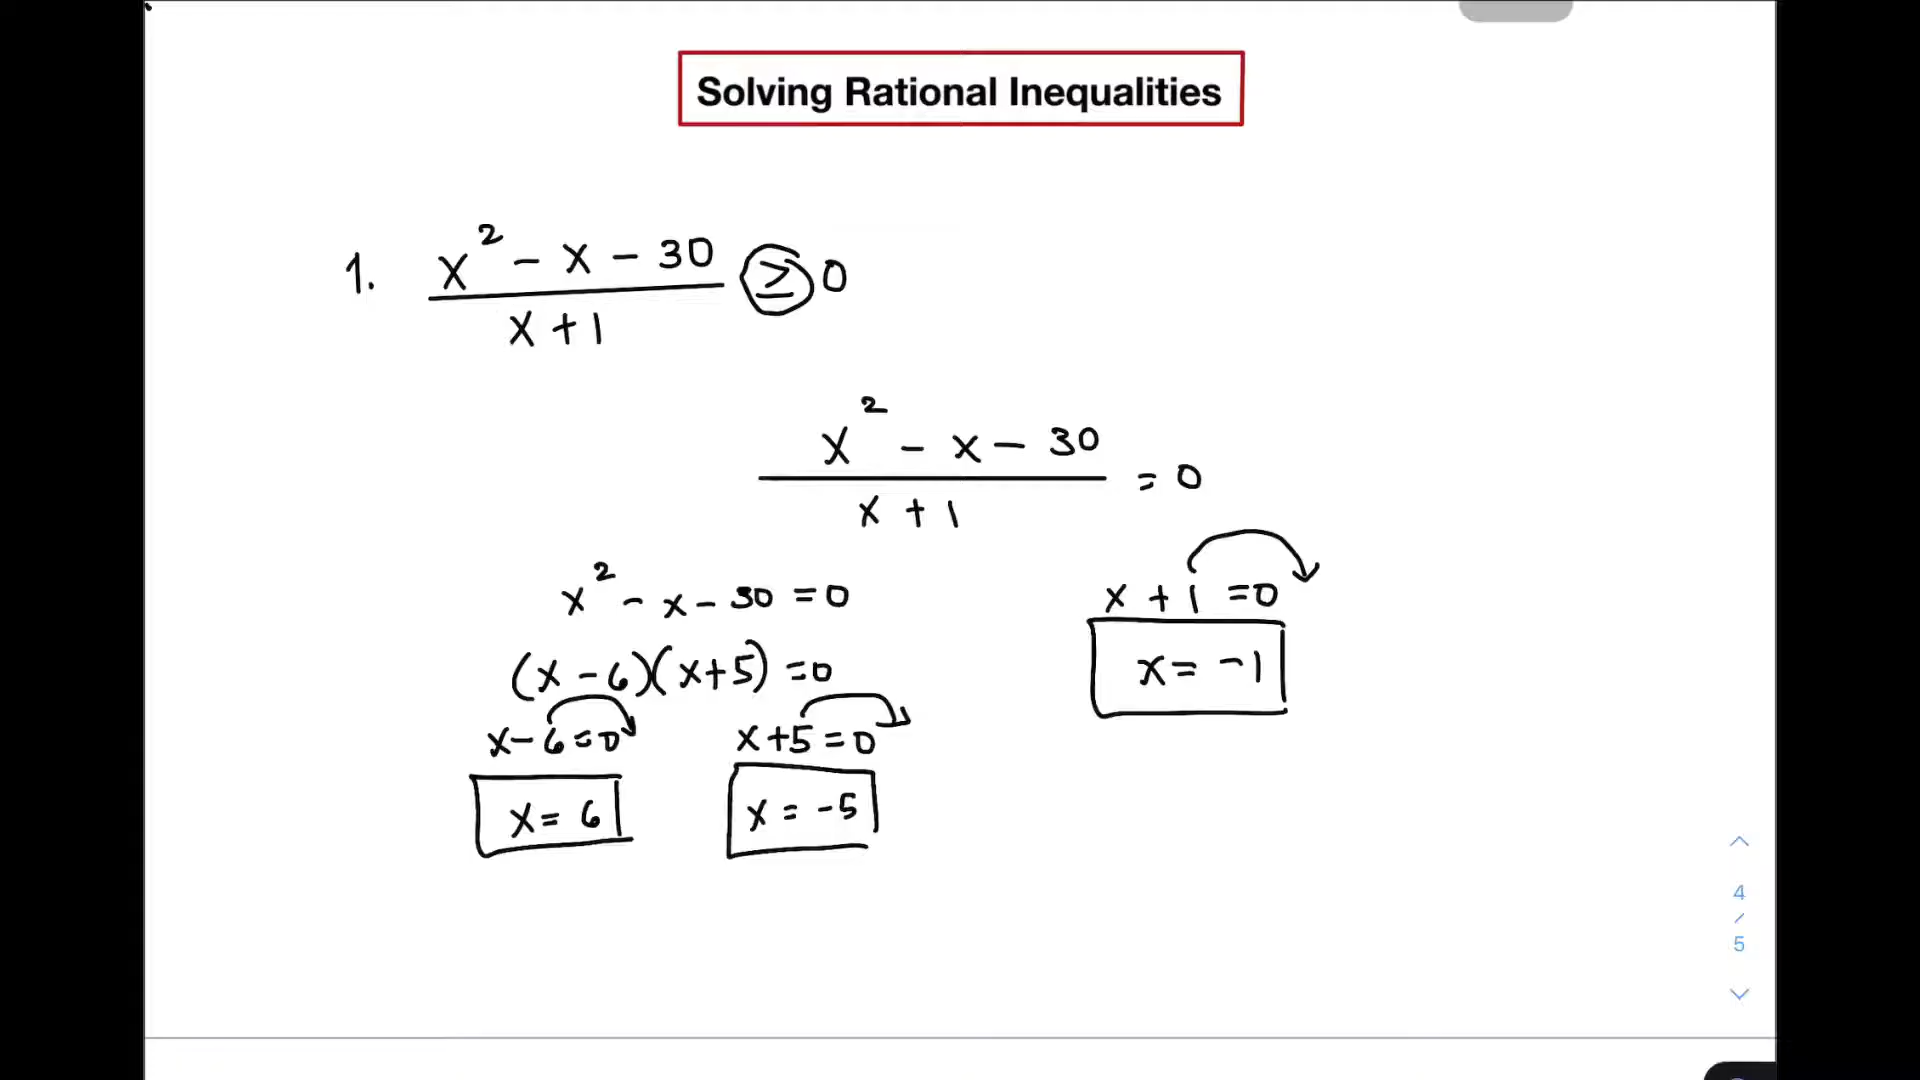 Solving Rational Inequalities
1. x² - x - 30 ≥ 0
x + 1
x² - x - 30 = 0
x + 1
x² - x - 30 = 0
x + 1 = 0
(x - 6)(x + 5) = 0
x = -1
x - 6 = 0
x + 5 = 0
x = 6
x = -5
4
/
5